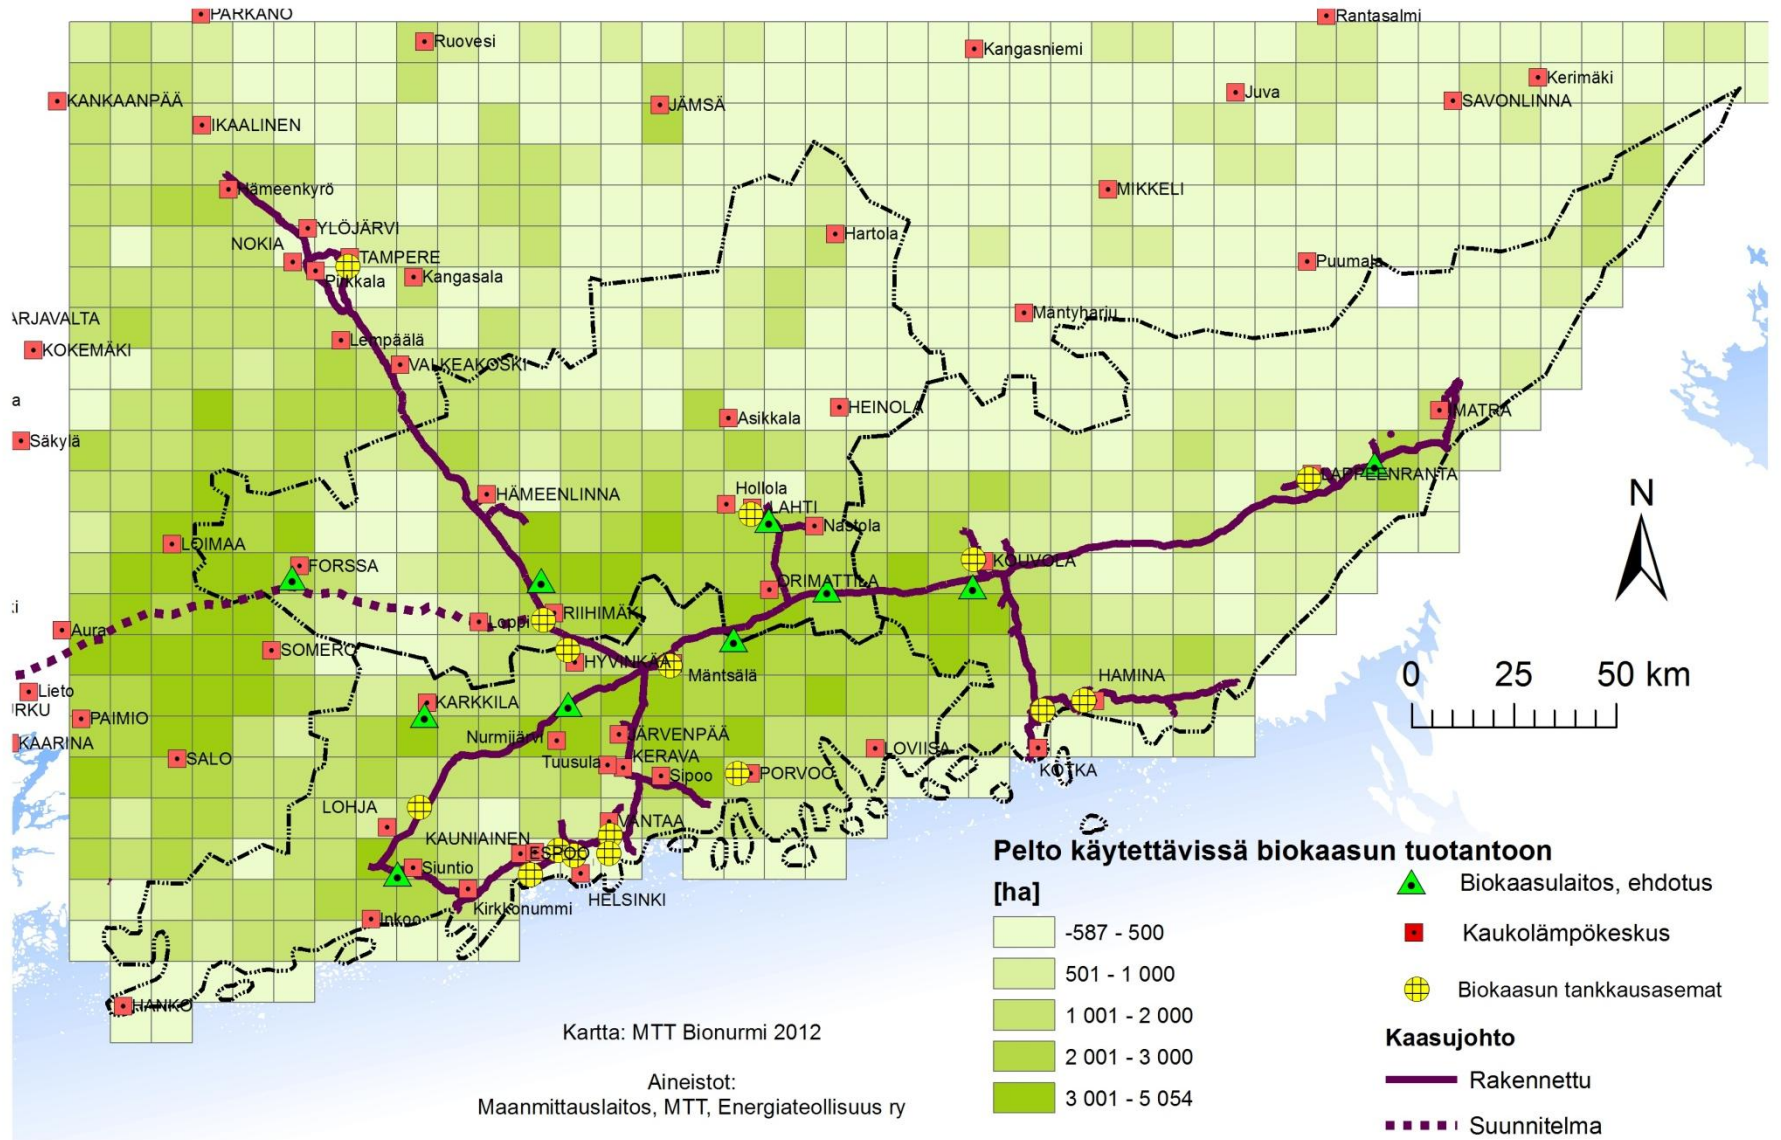 PARKANO
Rantasalmi
Ruovesi
Kangasniemi
Kerimäki
KANKAANPÄÄ
JÄMSÄ
Juva
SAVONLINNA
IKAALINEN
Hämeenkyrö
MIKKELI
YLÖJÄRVI
Hartola
NOKIA
TAMPERE
Puumala
Pirkkala
Kangasala
Mäntyharju
ARJAVALTA
Lempäälä
KOKEMÄKI
VALKEAKOSKI
a
HEINOLA
IMATRA
Asikkala
Säkylä
LAPPEENRANTA
Hollola
HÄMEENLINNA
LAHTI
Nastola
N
LOIMAA
FORSSA
KOUVOLA
ORIMATTILA
ki
RIIHIMÄKI
Loppi
Aura
SOMERO
HYVINKÄÄ
Mäntsälä
HAMINA
0 25 50 km
Lieto
KARKKILA
URKU
PAIMIO
JÄRVENPÄÄ
Nurmijärvi
KAARINA
LOVIISA
SALO
KERAVA
Tuusula
Sipoo
PORVOO
KOTKA
LOHJA
VANTAA
KAUNIAINEN
ESPOO
Siuntio
HELSINKI
Kirkkonummi
Inkoo
HANKO
Pelto käytettävissä biokaasun tuotantoon
[ha]
-587 - 500
501 - 1 000
1 001 - 2 000
2 001 - 3 000
3 001 - 5 054
Biokaasulaitos, ehdotus
Kaukolämpökeskus
Biokaasun tankkausasemat
Kaasujohto
Rakennettu
Suunnitelma
Kartta: MTT Bionurmi 2012
Aineistot:
Maanmittauslaitos, MTT, Energiateollisuus ry